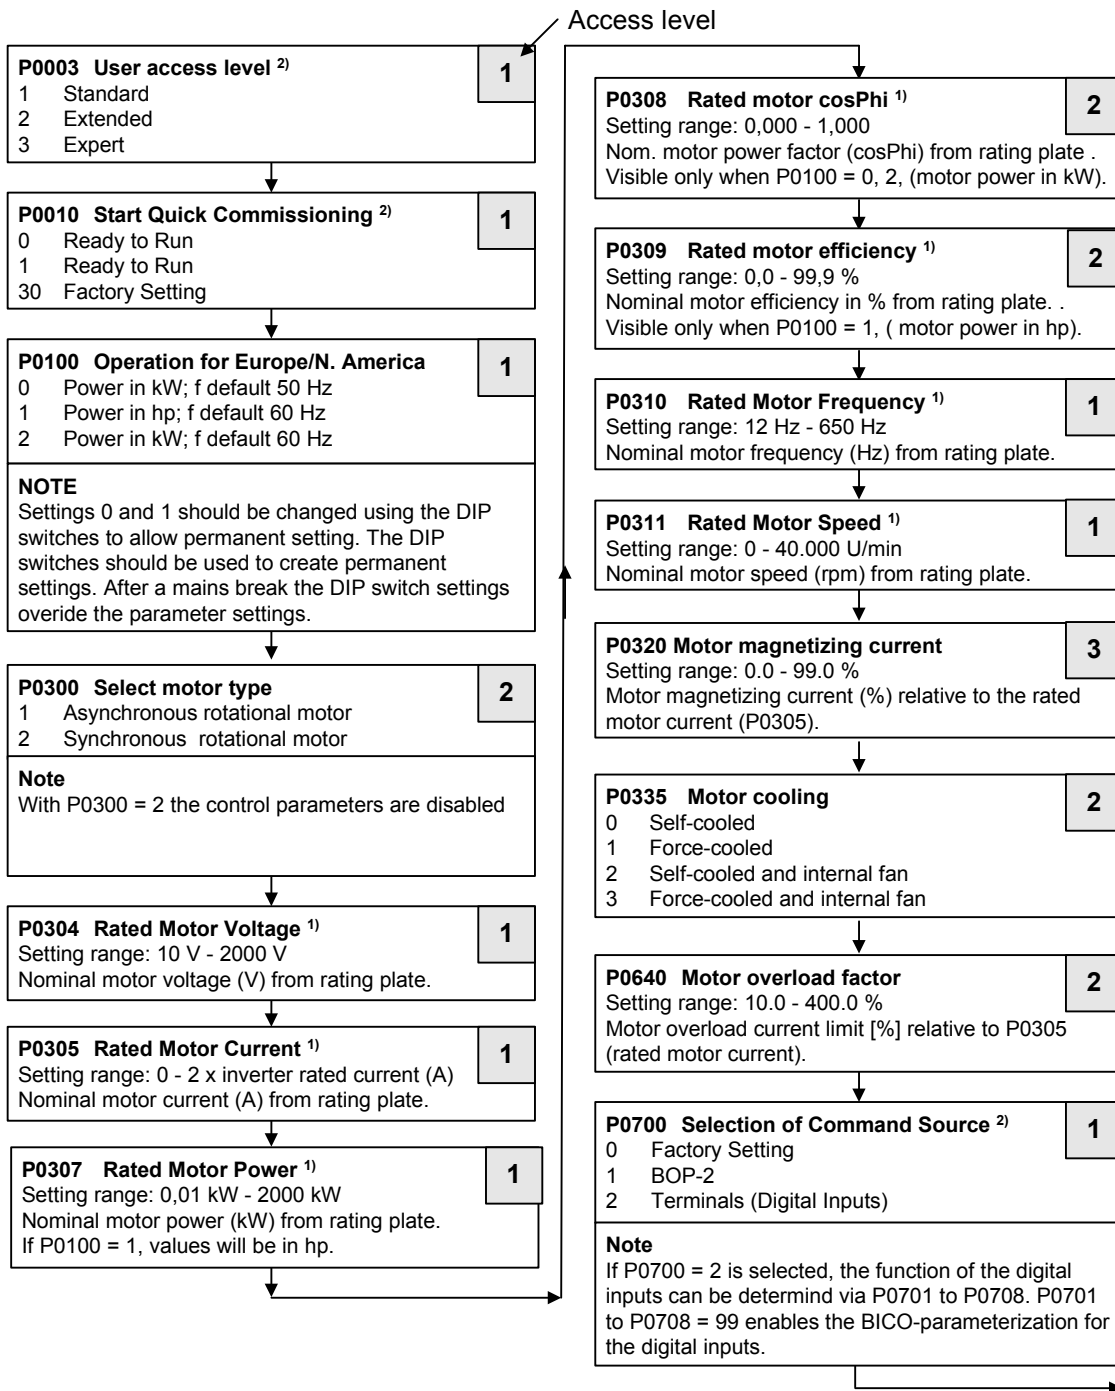 Access level
P0003 User access level 2)
1
1 Standard
2 Extended
3 Expert
P0010 Start Quick Commissioning 2)
1
0 Ready to Run
1 Ready to Run
30 Factory Setting
P0100 Operation for Europe/N. America
1
0 Power in kW; f default 50 Hz
1 Power in hp; f default 60 Hz
2 Power in kW; f default 60 Hz
NOTE
Settings 0 and 1 should be changed using the DIP
switches to allow permanent setting. The DIP
switches should be used to create permanent
settings. After a mains break the DIP switch settings
overide the parameter settings.
P0300 Select motor type
2
1 Asynchronous rotational motor
2 Synchronous rotational motor
Note
With P0300 = 2 the control parameters are disabled
P0304 Rated Motor Voltage 1)
1
Setting range: 10 V - 2000 V
Nominal motor voltage (V) from rating plate.
P0305 Rated Motor Current 1)
1
Setting range: 0 - 2 x inverter rated current (A)
Nominal motor current (A) from rating plate.
P0307 Rated Motor Power 1)
1
Setting range: 0,01 kW - 2000 kW
Nominal motor power (kW) from rating plate.
If P0100 = 1, values will be in hp.
P0308 Rated motor cosPhi 1)
2
Setting range: 0,000 - 1,000
Nom. motor power factor (cosPhi) from rating plate .
Visible only when P0100 = 0, 2, (motor power in kW).
P0309 Rated motor efficiency 1)
2
Setting range: 0,0 - 99,9 %
Nominal motor efficiency in % from rating plate. .
Visible only when P0100 = 1, ( motor power in hp).
P0310 Rated Motor Frequency 1)
1
Setting range: 12 Hz - 650 Hz
Nominal motor frequency (Hz) from rating plate.
P0311 Rated Motor Speed 1)
1
Setting range: 0 - 40.000 U/min
Nominal motor speed (rpm) from rating plate.
P0320 Motor magnetizing current
3
Setting range: 0.0 - 99.0 %
Motor magnetizing current (%) relative to the rated
motor current (P0305).
P0335 Motor cooling
2
0 Self-cooled
1 Force-cooled
2 Self-cooled and internal fan
3 Force-cooled and internal fan
P0640 Motor overload factor
2
Setting range: 10.0 - 400.0 %
Motor overload current limit [%] relative to P0305
(rated motor current).
P0700 Selection of Command Source 2)
1
0 Factory Setting
1 BOP-2
2 Terminals (Digital Inputs)
Note
If P0700 = 2 is selected, the function of the digital
inputs can be determind via P0701 to P0708. P0701
to P0708 = 99 enables the BICO-parameterization for
the digital inputs.